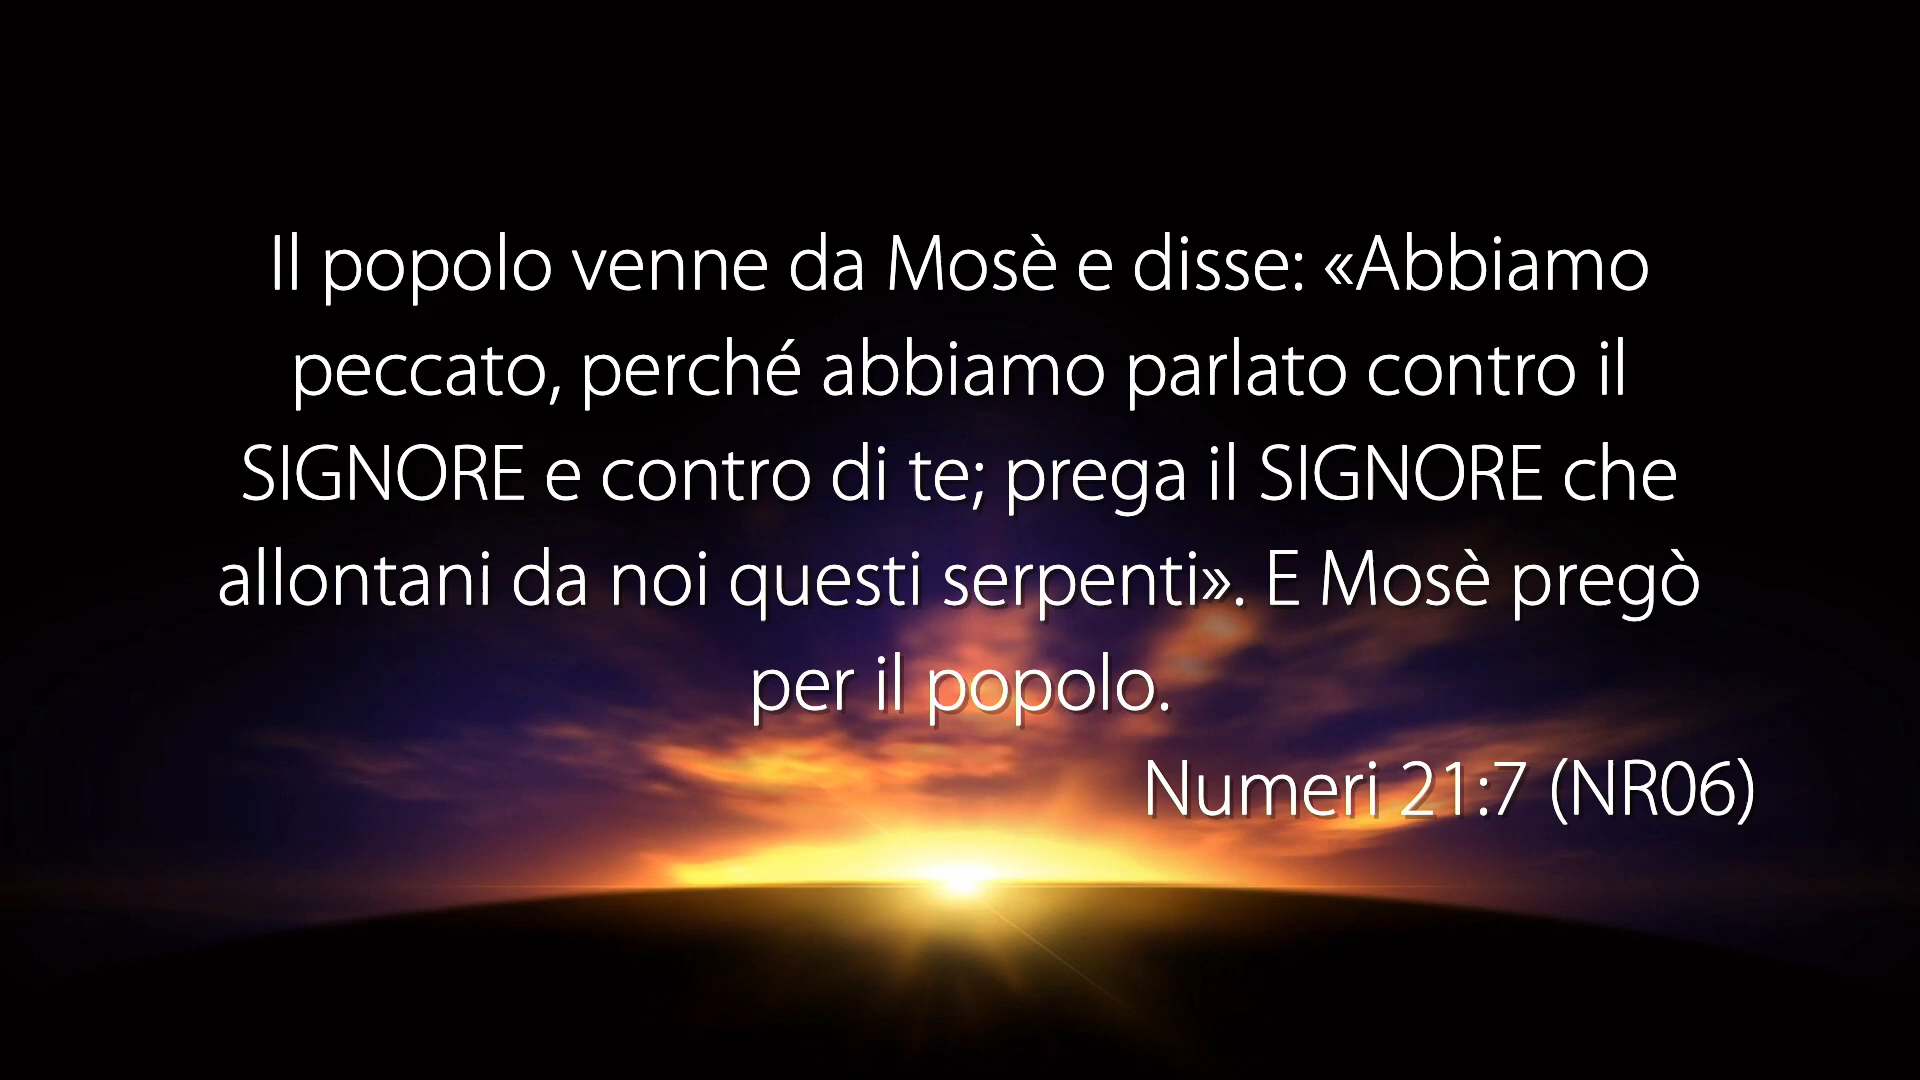 Il popolo venne da Mosè e disse: «Abbiamo
peccato, perché abbiamo parlato contro il
SIGNORE e contro di te; prega il SIGNORE che
allontani da noi questi serpenti». E Mosè pregò
per il popolo.
Numeri 21:7 (NR06)